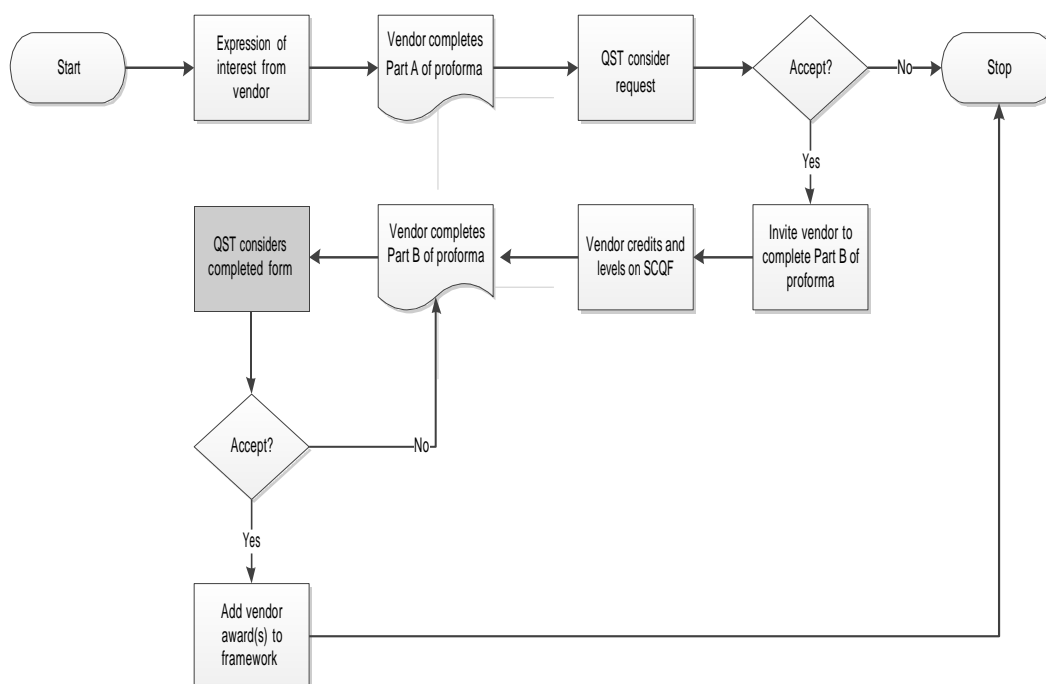 Start
Expression of
interest from
vendor
Vendor completes
Part A of proforma
QST consider
request
Accept?
No
Stop
Yes
Invite vendor to
complete Part B of
proforma
Vendor credits and
levels on SCQF
Vendor completes
Part B of proforma
QST considers
completed form
Accept?
No
Yes
Add vendor
award(s) to
framework